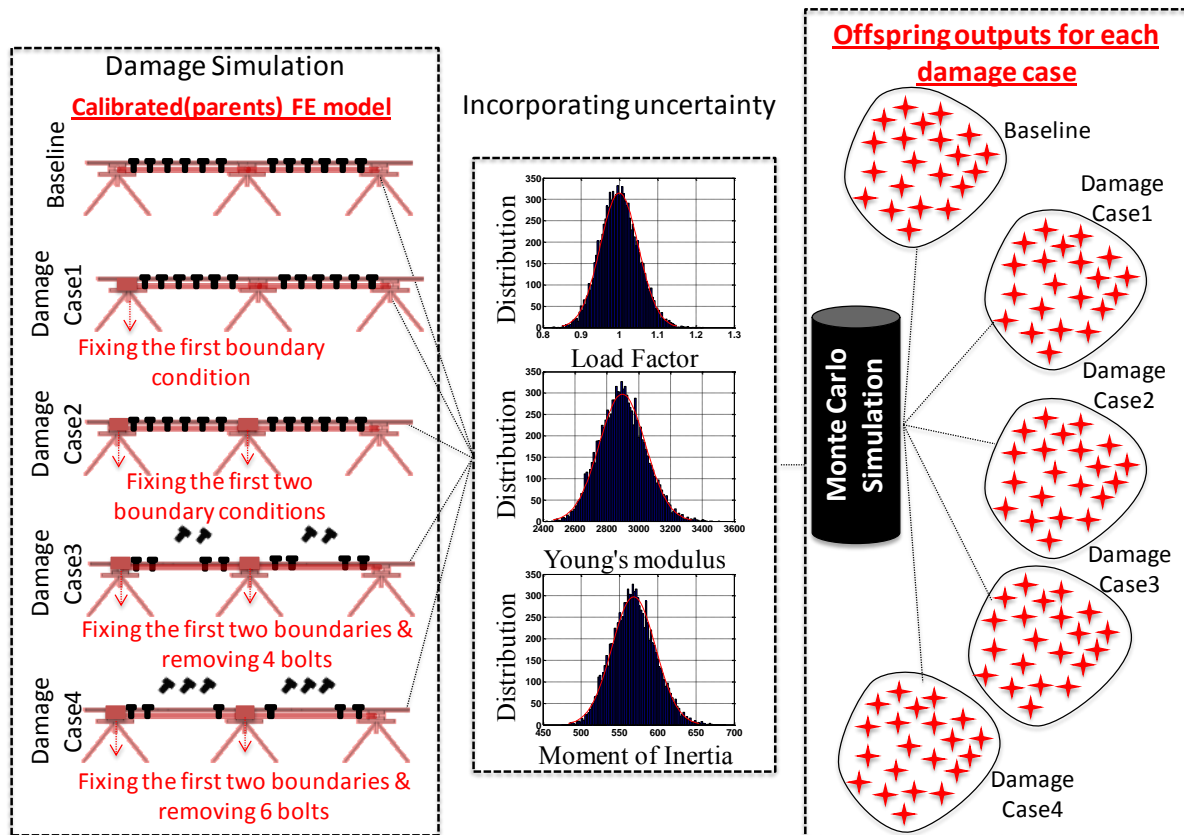 Damage Simulation
Calibrated(parents) FE model
Baseline
Damage
Case1
Fixing the first boundary
condition
Damage
Case2
Fixing the first two
boundary conditions
Damage
Case3
Fixing the first two boundaries &
removing 4 bolts
Damage
Case4
Fixing the first two boundaries &
removing 6 bolts
Incorporating uncertainty
Distribution
350
300
250
200
150
100
50
0
0.8 0.9 1 1.1 1.2 1.3
Load Factor
Distribution
350
300
250
200
150
100
50
0
2400 2600 2800 3000 3200 3400 3600
Young's modulus
Distribution
350
300
250
200
150
100
50
0
450 500 550 600 650 700
Moment of Inertia
Monte Carlo
Simulation
Offspring outputs for each
damage case
Baseline
Damage
Case1
Damage
Case2
Damage
Case3
Damage
Case4